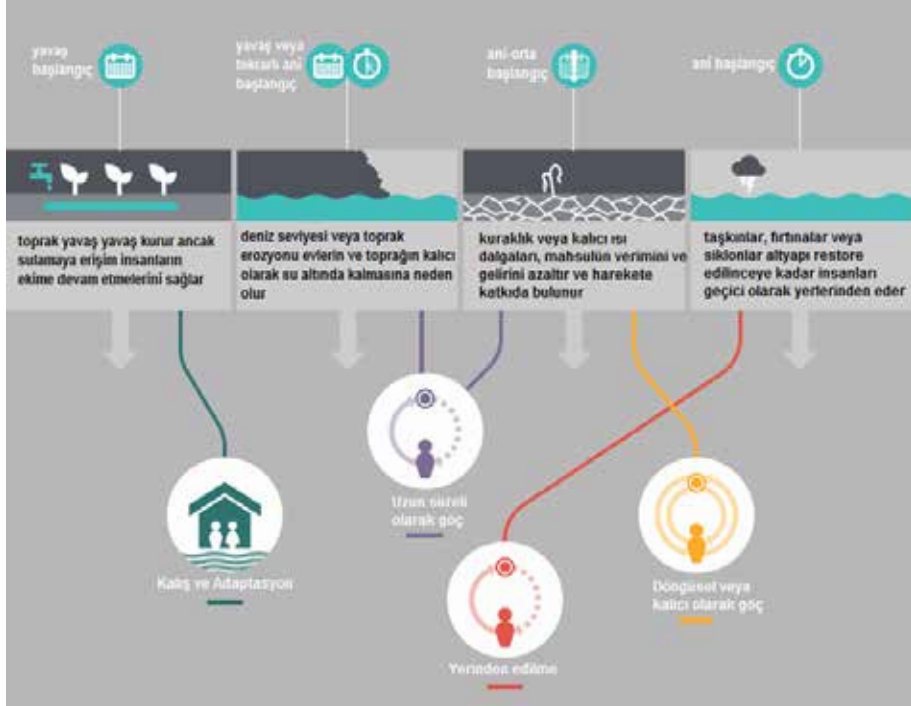 yavaş
başlangıç
yavaş veya
tekrarlı ani
başlangıç
ani-orta
başlangıç
ani başlangıç
toprak yavaş yavaş kurur ancak
sulamaya erişim insanların
ekime devam etmelerini sağlar
deniz seviyesi veya toprak
erozyonu evlerin ve toprağın kalıcı
olarak su altında kalmasına neden
olur
kuraklık veya kalıcı ısı
dalgaları, mahsulün verimini ve
gelirini azaltır ve harekete
katkıda bulunur
taşkınlar, fırtınalar veya
siklonlar altyapı restore
edilinceye kadar insanları
geçici olarak yerlerinden eder
Uzun süreli
olarak göç
Kalış ve Adaptasyon
Döngüsel veya
kalıcı olarak göç
Yerinden edilme